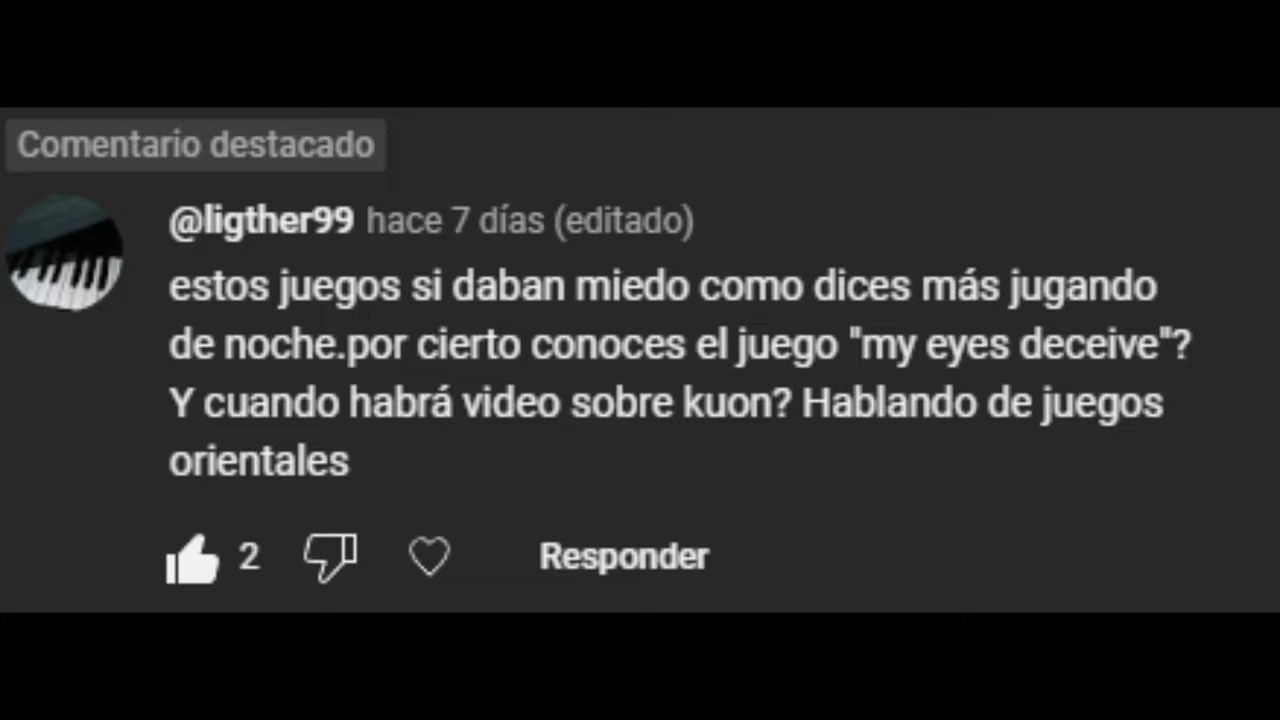 Comentario destacado
@ligther99 hace 7 días (editado)
estos juegos si daban miedo como dices más jugando
de noche.por cierto conoces el juego "my eyes deceive"?
Y cuando habrá video sobre kuon? Hablando de juegos
orientales
2 Responder